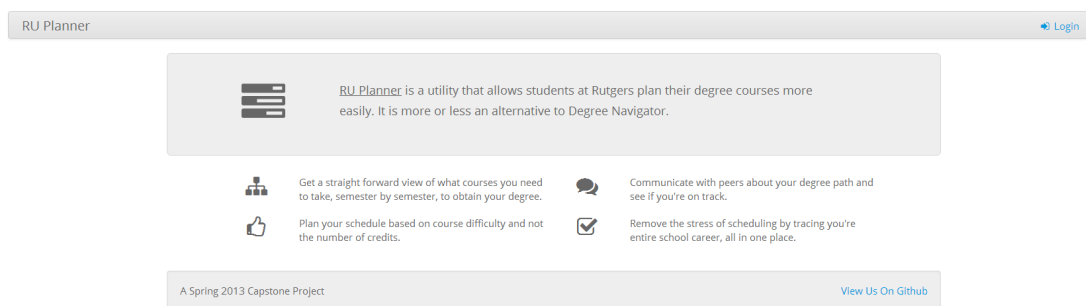 RU Planner
Login
RU Planner is a utility that allows students at Rutgers plan their degree courses more
easily. It is more or less an alternative to Degree Navigator.
Get a straight forward view of what courses you need
to take, semester by semester, to obtain your degree.
Communicate with peers about your degree path and
see if you're on track.
Plan your schedule based on course difficulty and not
the number of credits.
Remove the stress of scheduling by tracing you're
entire school career, all in one place.
A Spring 2013 Capstone Project
View Us On Github